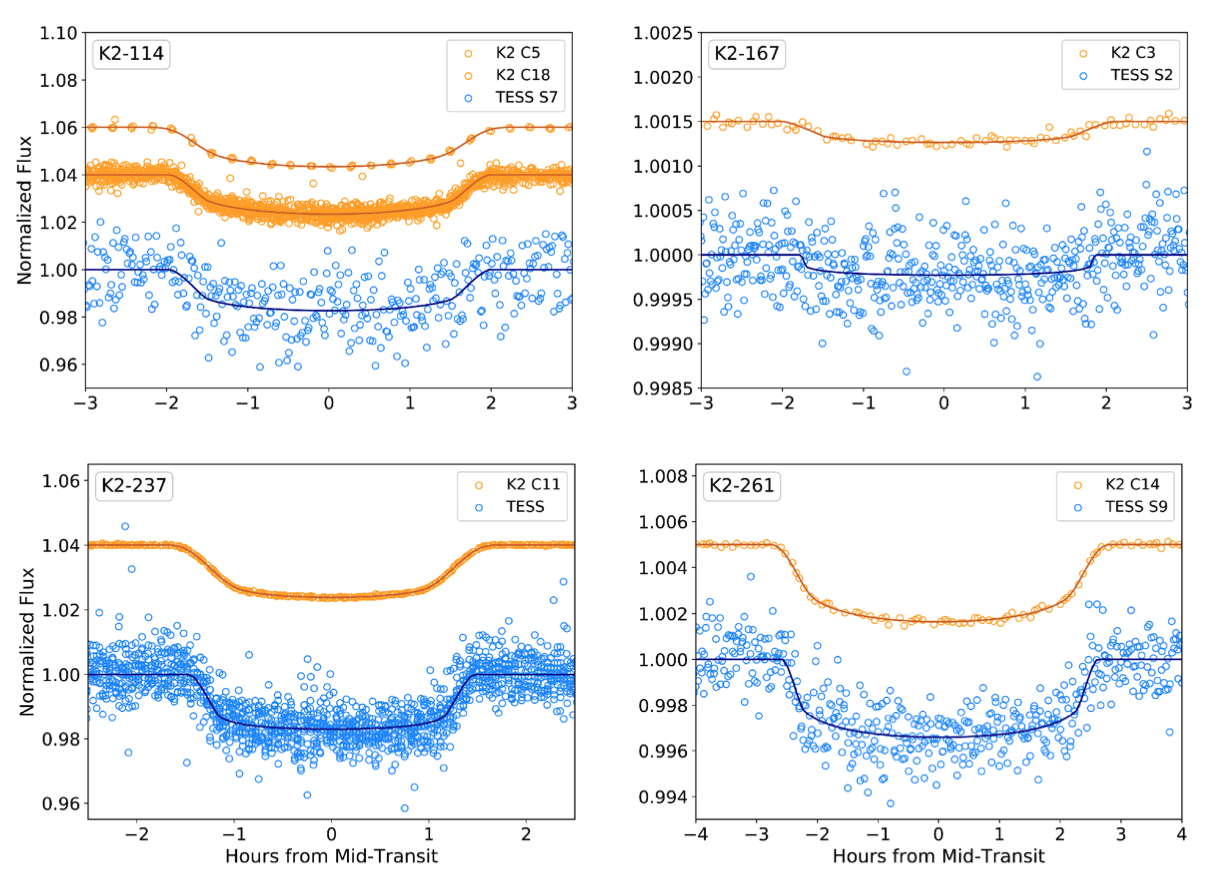 K2-114
K2 C5
K2 C18
TESS S7
1.10
1.08
1.06
1.04
1.02
1.00
0.98
0.96
Normalized Flux
−3 −2 −1 0 1 2 3
K2-167
K2 C3
TESS S2
1.0025
1.0020
1.0015
1.0010
1.0005
1.0000
0.9995
0.9990
0.9985
−3 −2 −1 0 1 2 3
K2-237
K2 C11
TESS
1.06
1.04
1.02
1.00
0.98
0.96
Normalized Flux
−2 −1 0 1 2
Hours from Mid-Transit
K2-261
K2 C14
TESS S9
1.008
1.006
1.004
1.002
1.000
0.998
0.996
0.994
−4 −3 −2 −1 0 1 2 3 4
Hours from Mid-Transit